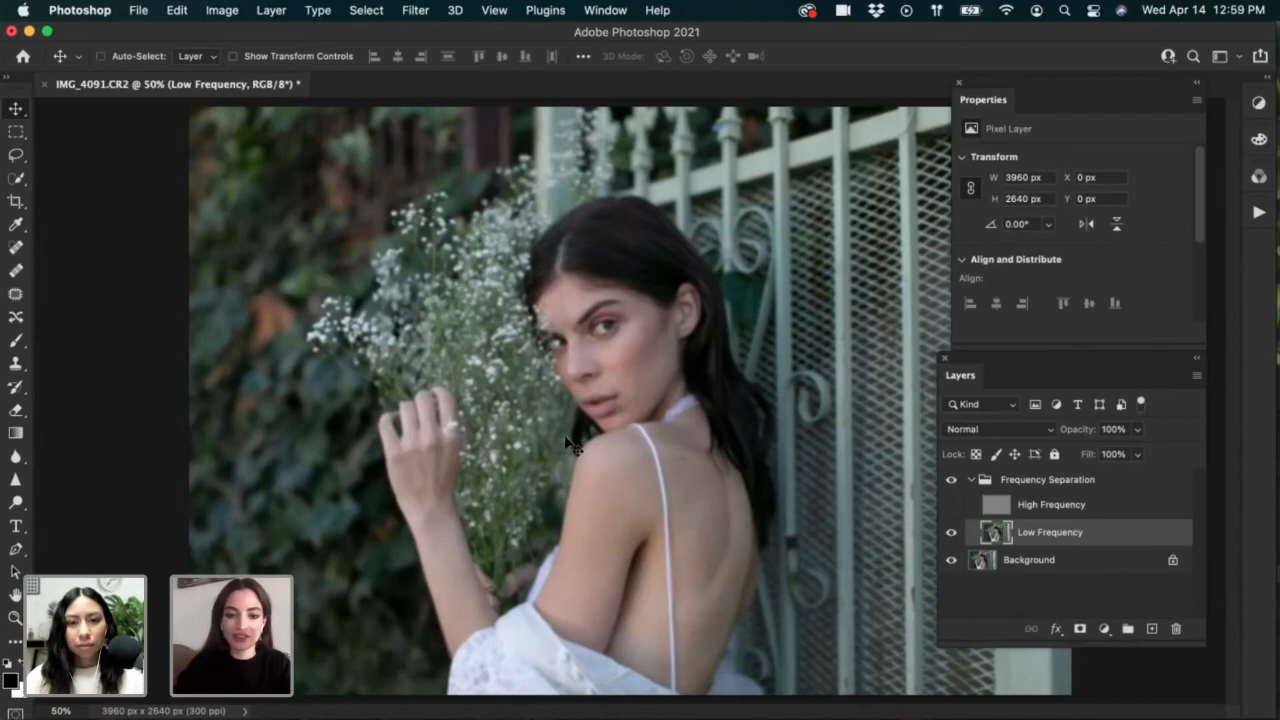 Photoshop File Edit Image Layer Type Select Filter 3D View Plugins Window Help Wed Apr 14 12:59 PM
Adobe Photoshop 2021
Auto-Select: Layer Show Transform Controls 3D Mode:
IMG_4091.CR2 @ 50% (Low Frequency, RGB/8*) *
Properties
Pixel Layer
Transform
W 3960 px X 0 px
H 2640 px Y 0 px
0.00°
Align and Distribute
Align:
Layers
Kind
Normal Opacity: 100%
Lock: Fill: 100%
Frequency Separation
High Frequency
Low Frequency
Background
fx
50% 3960 px x 2640 px (300 ppi)